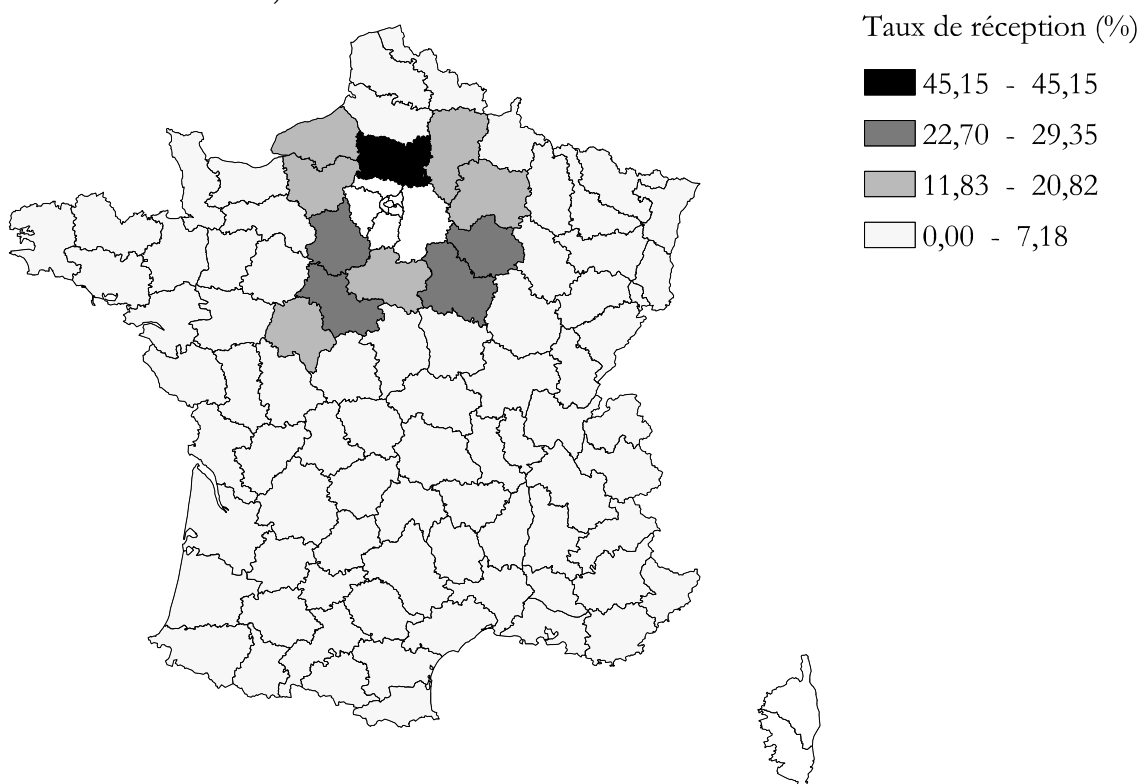 Taux de réception (%)
45,15 - 45,15
22,70 - 29,35
11,83 - 20,82
0,00 - 7,18